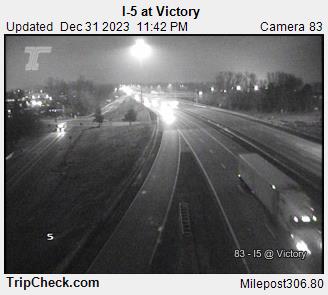 I-5 at Victory
Updated Dec 31 2023 11:42 PM Camera 83
T
S
83 - I5 @ Victory
TripCheck.com Milepost306.80